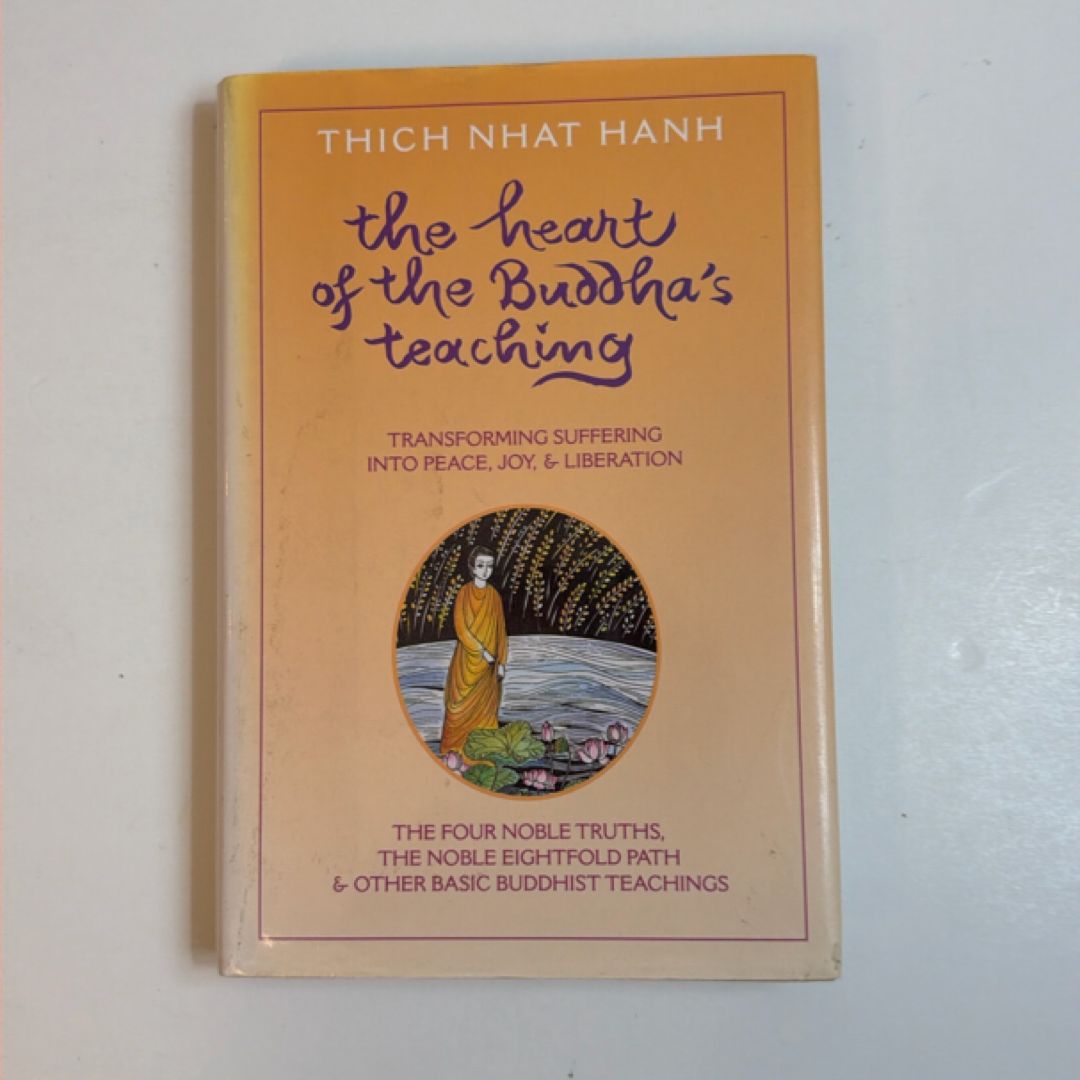 THICH NHAT HANH
the heart
of the Buddha's
teaching
TRANSFORMING SUFFERING
INTO PEACE, JOY, & LIBERATION
THE FOUR NOBLE TRUTHS,
THE NOBLE EIGHTFOLD PATH
& OTHER BASIC BUDDHIST TEACHINGS